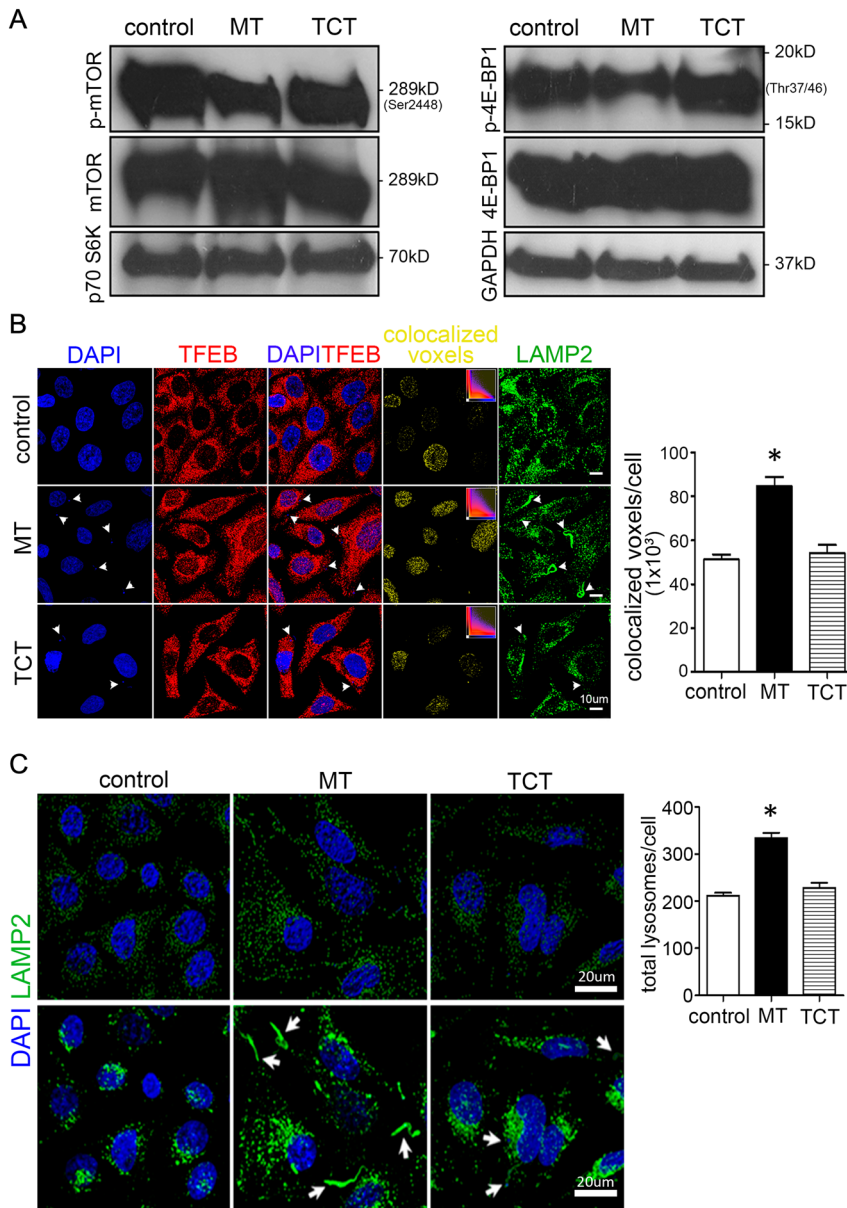 A
control MT TCT
p-mTOR
289kD
(Ser2448)
mTOR
289kD
p70 S6K
70kD
control MT TCT
p-4E-BP1
20kD
(Thr37/46)
15kD
4E-BP1
GAPDH
37kD
B
DAPI TFEB DAPITFEB colocalized voxels LAMP2
control
MT
TCT
10um
colocalized voxels/cell
(1x10³)
100
80
60
40
20
0
*
control MT TCT
C
control MT TCT
DAPI LAMP2
20um
20um
20um
20um
total lysosomes/cell
400
300
200
200
0
*
control MT TCT